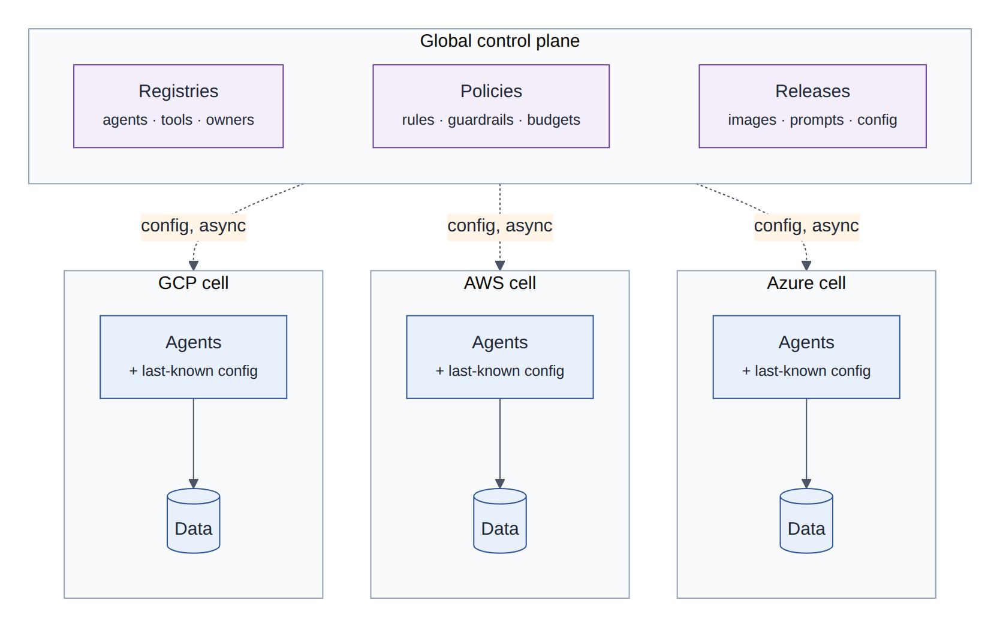 Global control plane
Registries
agents · tools · owners
Policies
rules · guardrails · budgets
Releases
images · prompts · config
config, async
config, async
config, async
GCP cell
Agents
+ last-known config
Data
AWS cell
Agents
+ last-known config
Data
Azure cell
Agents
+ last-known config
Data